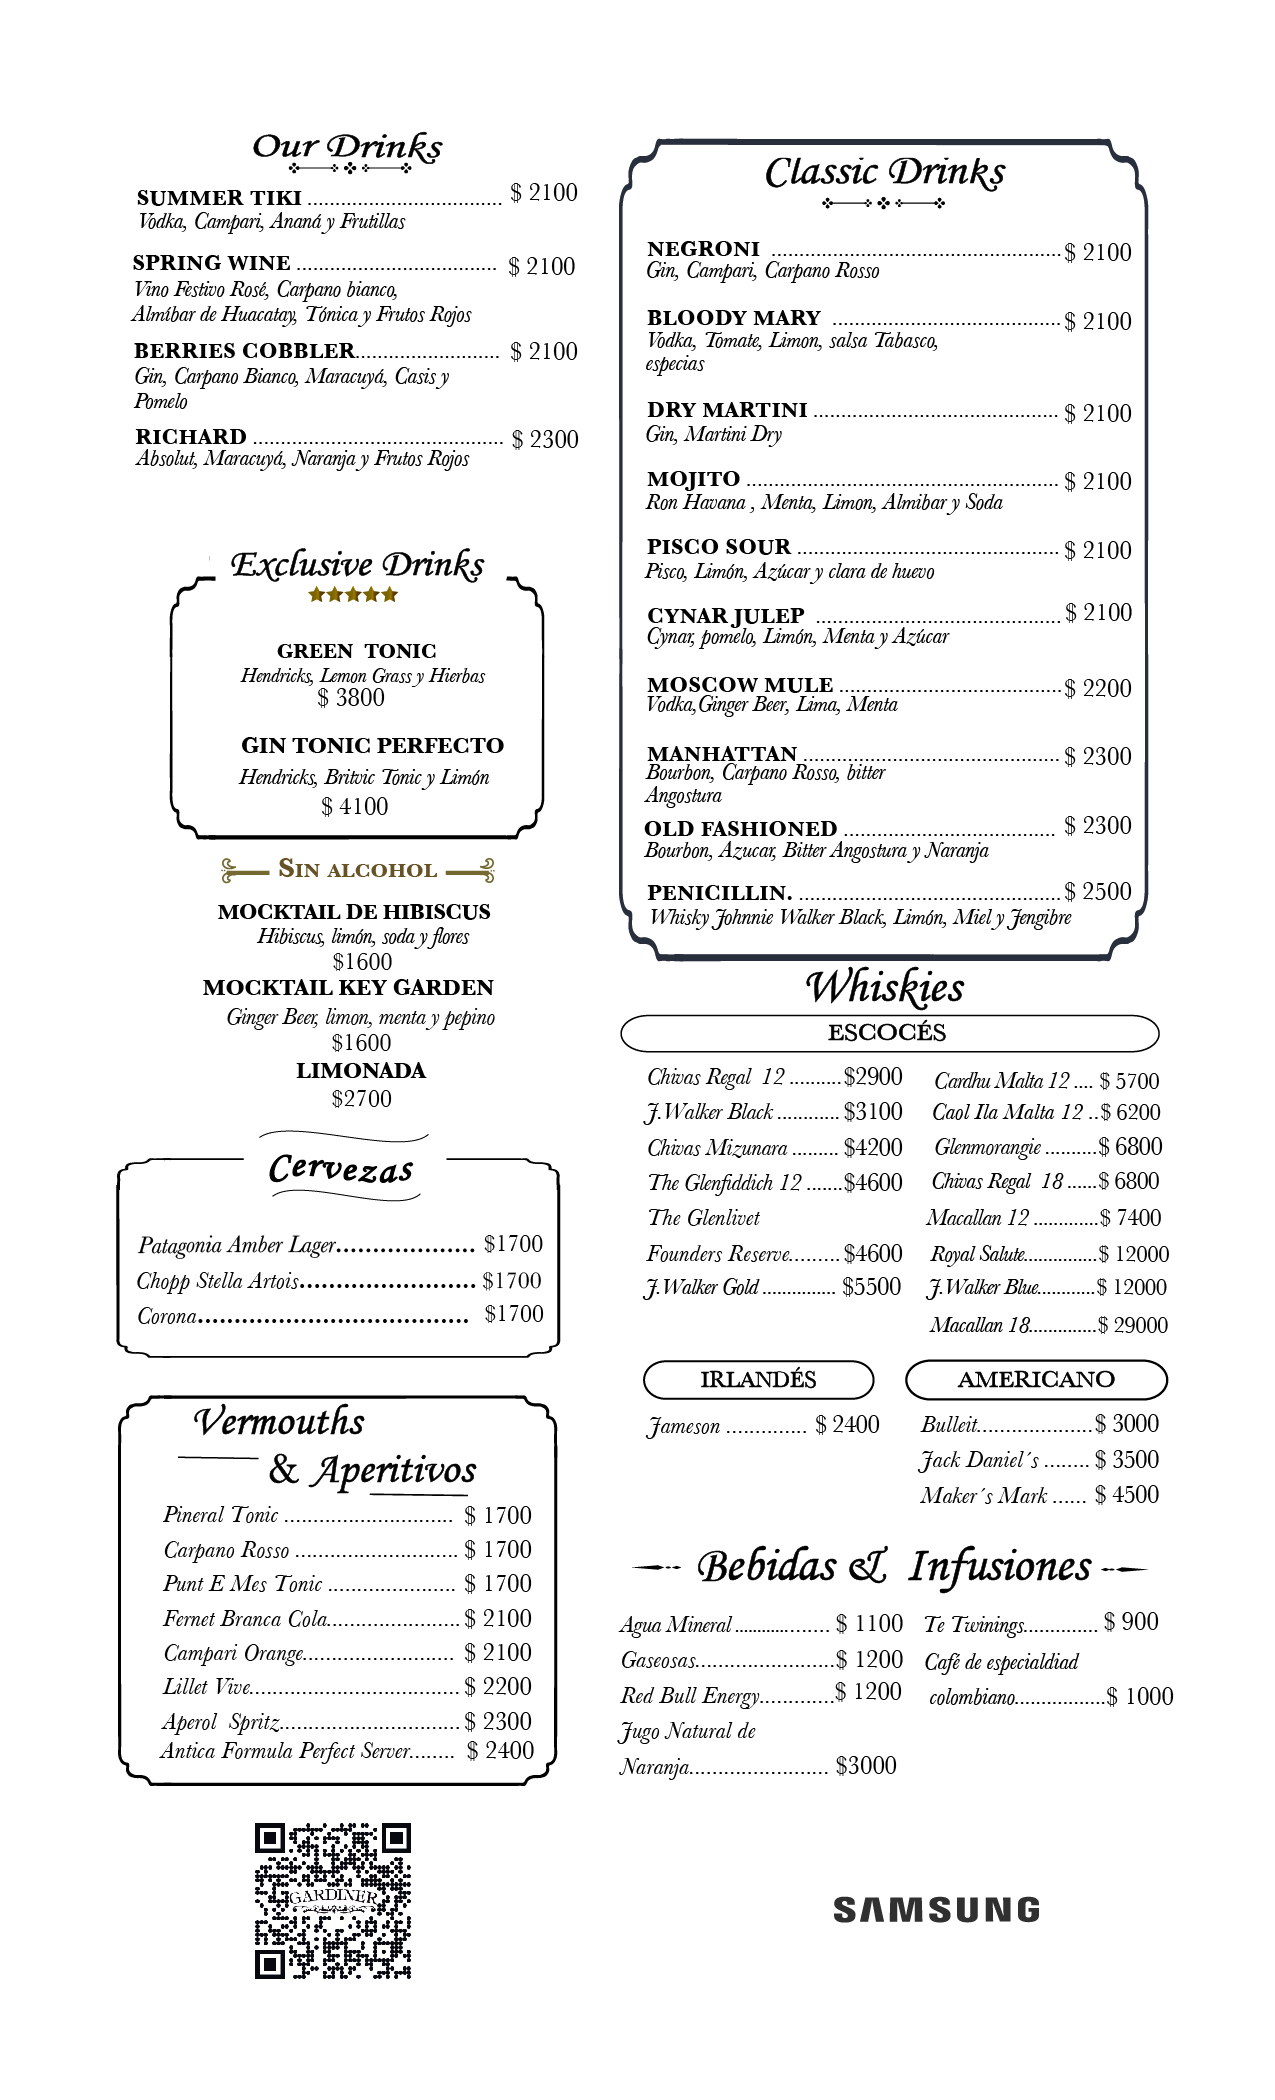 Our Drinks
SUMMER TIKI ................................... $ 2100
Vodka, Campari, Ananá y Frutillas
SPRING WINE .................................... $ 2100
Vino Festivo Rosé, Carpano bianco,
Almíbar de Huacatay, Tónica y Frutos Rojos
BERRIES COBBLER.......................... $ 2100
Gin, Carpano Bianco, Maracuyá, Casis y
Pomelo
RICHARD ............................................. $ 2300
Absolut, Maracuyá, Naranja y Frutos Rojos
Exclusive Drinks
GREEN TONIC
Hendricks, Lemon Grass y Hierbas
$ 3800
GIN TONIC PERFECTO
Hendricks, Britvic Tonic y Limón
$ 4100
SIN ALCOHOL
MOCKTAIL DE HIBISCUS
Hibiscus, limón, soda y flores
$1600
MOCKTAIL KEY GARDEN
Ginger Beer, limon, menta y pepino
$1600
LIMONADA
$2700
Cervezas
Patagonia Amber Lager................... $1700
Chopp Stella Artois........................ $1700
Corona..................................... $1700
Vermouths
& Aperitivos
Pineral Tonic ............................. $ 1700
Carpano Rosso ............................ $ 1700
Punt E Mes Tonic ...................... $ 1700
Fernet Branca Cola....................... $ 2100
Campari Orange.......................... $ 2100
Lillet Vive.................................... $ 2200
Aperol Spritz............................... $ 2300
Antica Formula Perfect Server........ $ 2400
GARDINER
Classic Drinks
NEGRONI .................................................... $ 2100
Gin, Campari, Carpano Rosso
BLOODY MARY ......................................... $ 2100
Vodka, Tomate, Limon, salsa Tabasco,
especias
DRY MARTINI ............................................ $ 2100
Gin, Martini Dry
MOJITO ........................................................ $ 2100
Ron Havana , Menta, Limon, Almibar y Soda
PISCO SOUR ............................................... $ 2100
Pisco, Limón, Azúcar y clara de huevo
CYNAR JULEP ............................................ $ 2100
Cynar, pomelo, Limón, Menta y Azúcar
MOSCOW MULE ........................................ $ 2200
Vodka,Ginger Beer, Lima, Menta
MANHATTAN .............................................. $ 2300
Bourbon, Carpano Rosso, bitter
Angostura
OLD FASHIONED ...................................... $ 2300
Bourbon, Azucar, Bitter Angostura y Naranja
PENICILLIN. ............................................... $ 2500
Whisky Johnnie Walker Black, Limón, Miel y Jengibre
Whiskies
ESCOCÉS
Chivas Regal 12 ..........$2900
J.Walker Black ............$3100
Chivas Mizunara ......... $4200
The Glenfiddich 12 .......$4600
The Glenlivet
Founders Reserve.........$4600
J.Walker Gold ............... $5500
Cardhu Malta 12 .... $ 5700
Caol Ila Malta 12 ..$ 6200
Glenmorangie ..........$ 6800
Chivas Regal 18 ......$ 6800
Macallan 12 .............$ 7400
Royal Salute...............$ 12000
J.Walker Blue............$ 12000
Macallan 18..............$ 29000
IRLANDÉS
Jameson .............. $ 2400
AMERICANO
Bulleit....................$ 3000
Jack Daniel´s ........ $ 3500
Maker´s Mark ...... $ 4500
Bebidas & Infusiones
Agua Mineral ................... $ 1100
Gaseosas........................$ 1200
Red Bull Energy.............$ 1200
Jugo Natural de
Naranja........................ $3000
Te Twinings............... $ 900
Café de especialdiad
colombiano..................$ 1000
SAMSUNG